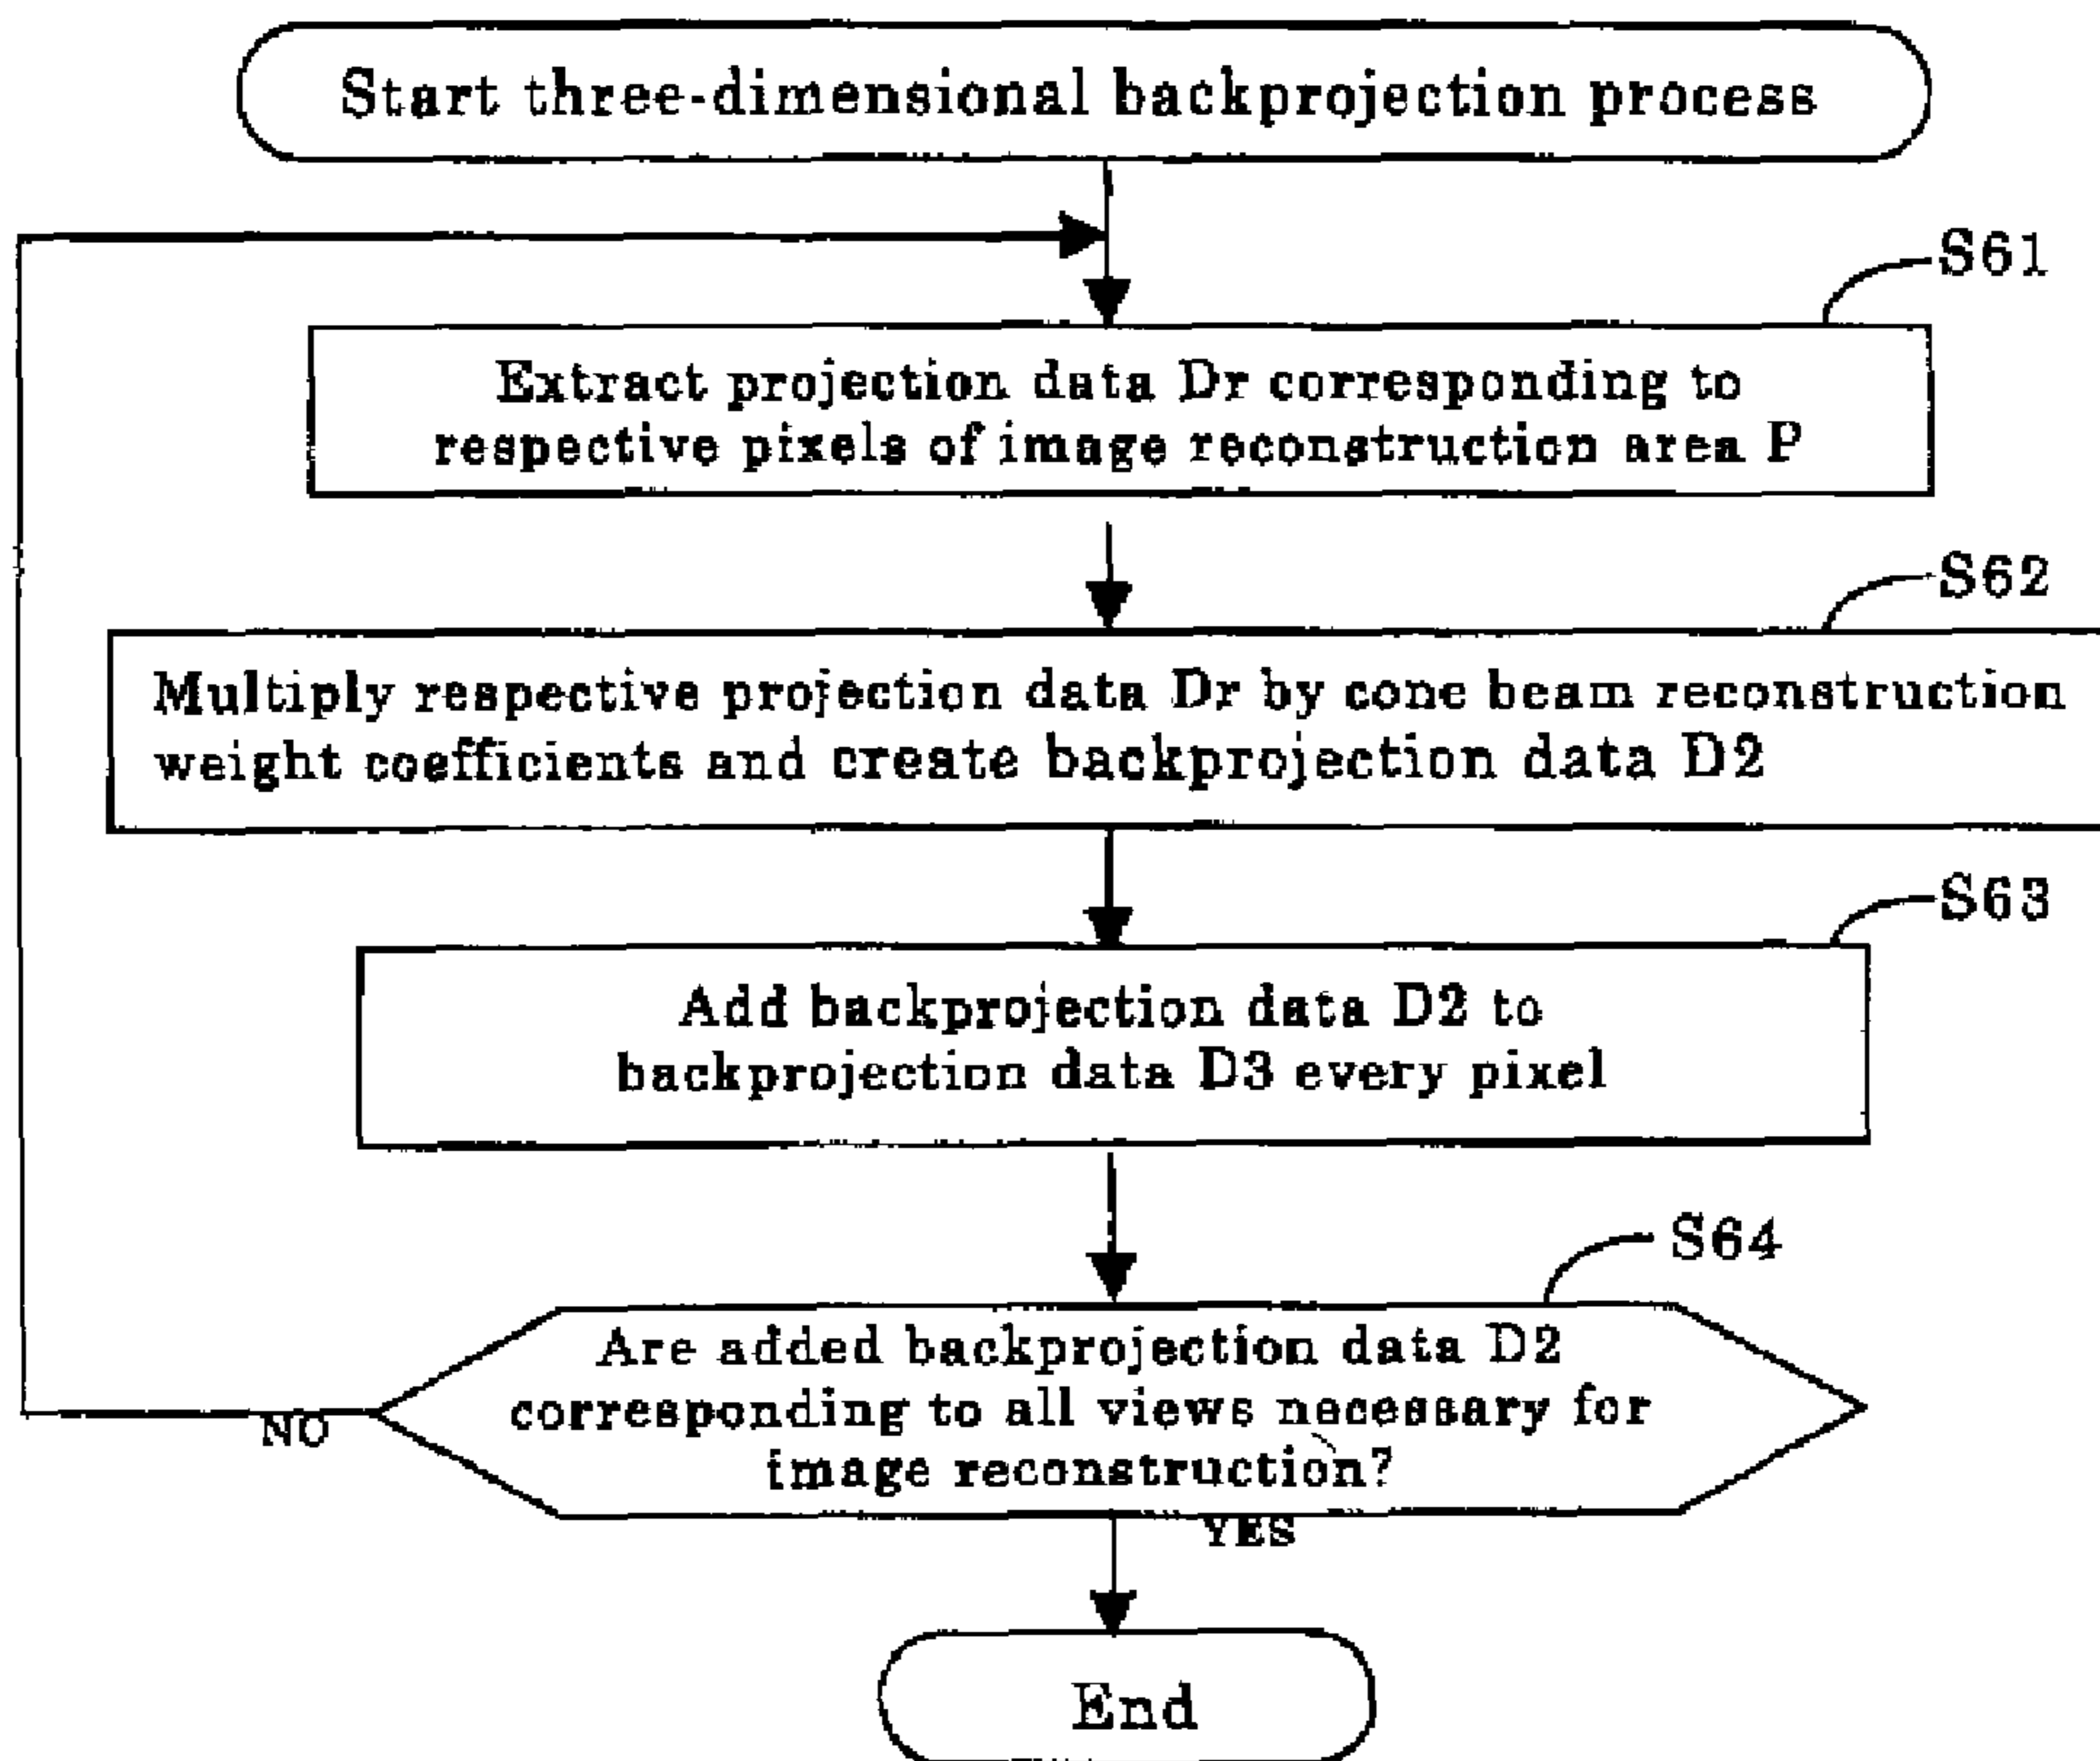 Start three-dimensional backprojection process
S61
Extract projection data Dr corresponding to
respective pixels of image reconstruction area P
S62
Multiply respective projection data Dr by cone beam reconstruction
weight coefficients and create backprojection data D2
S63
Add backprojection data D2 to
backprojection data D3 every pixel
S64
Are added backprojection data D2
corresponding to all views necessary for
image reconstruction?
NO
YES
End